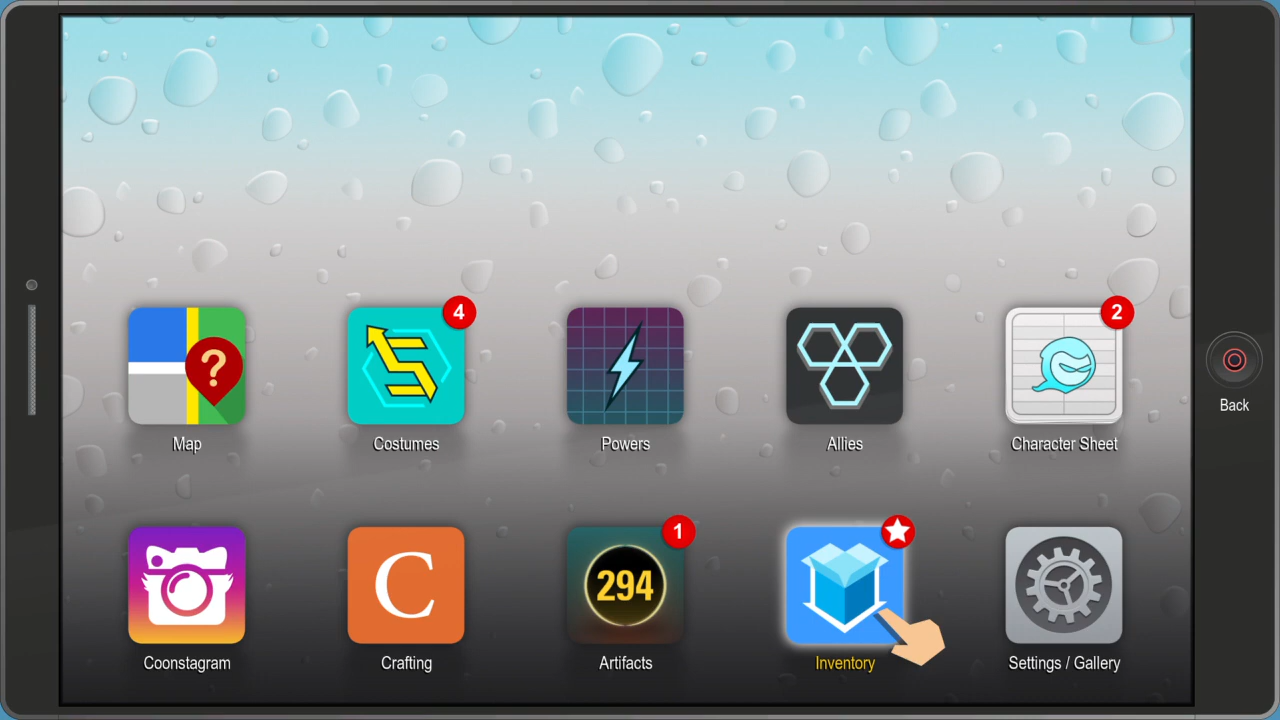 4
2
?
Map
Costumes
Powers
Allies
Character Sheet
Back
1
C
294
Coonstagram
Crafting
Artifacts
Inventory
Settings / Gallery